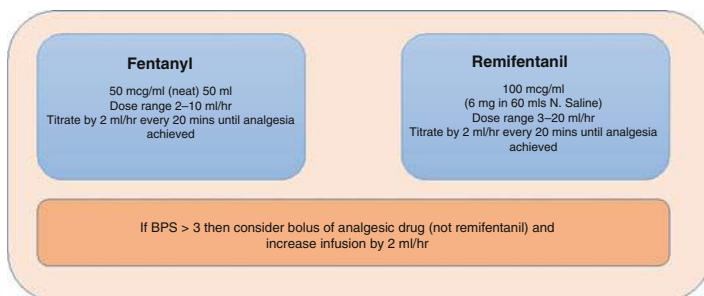 Fentanyl
50 mcg/ml (neat) 50 ml
Dose range 2–10 ml/hr
Titrate by 2 ml/hr every 20 mins until analgesia
achieved
Remifentanil
100 mcg/ml
(6 mg in 60 mls N. Saline)
Dose range 3–20 ml/hr
Titrate by 2 ml/hr every 20 mins until analgesia
achieved
If BPS > 3 then consider bolus of analgesic drug (not remifentanil) and
increase infusion by 2 ml/hr